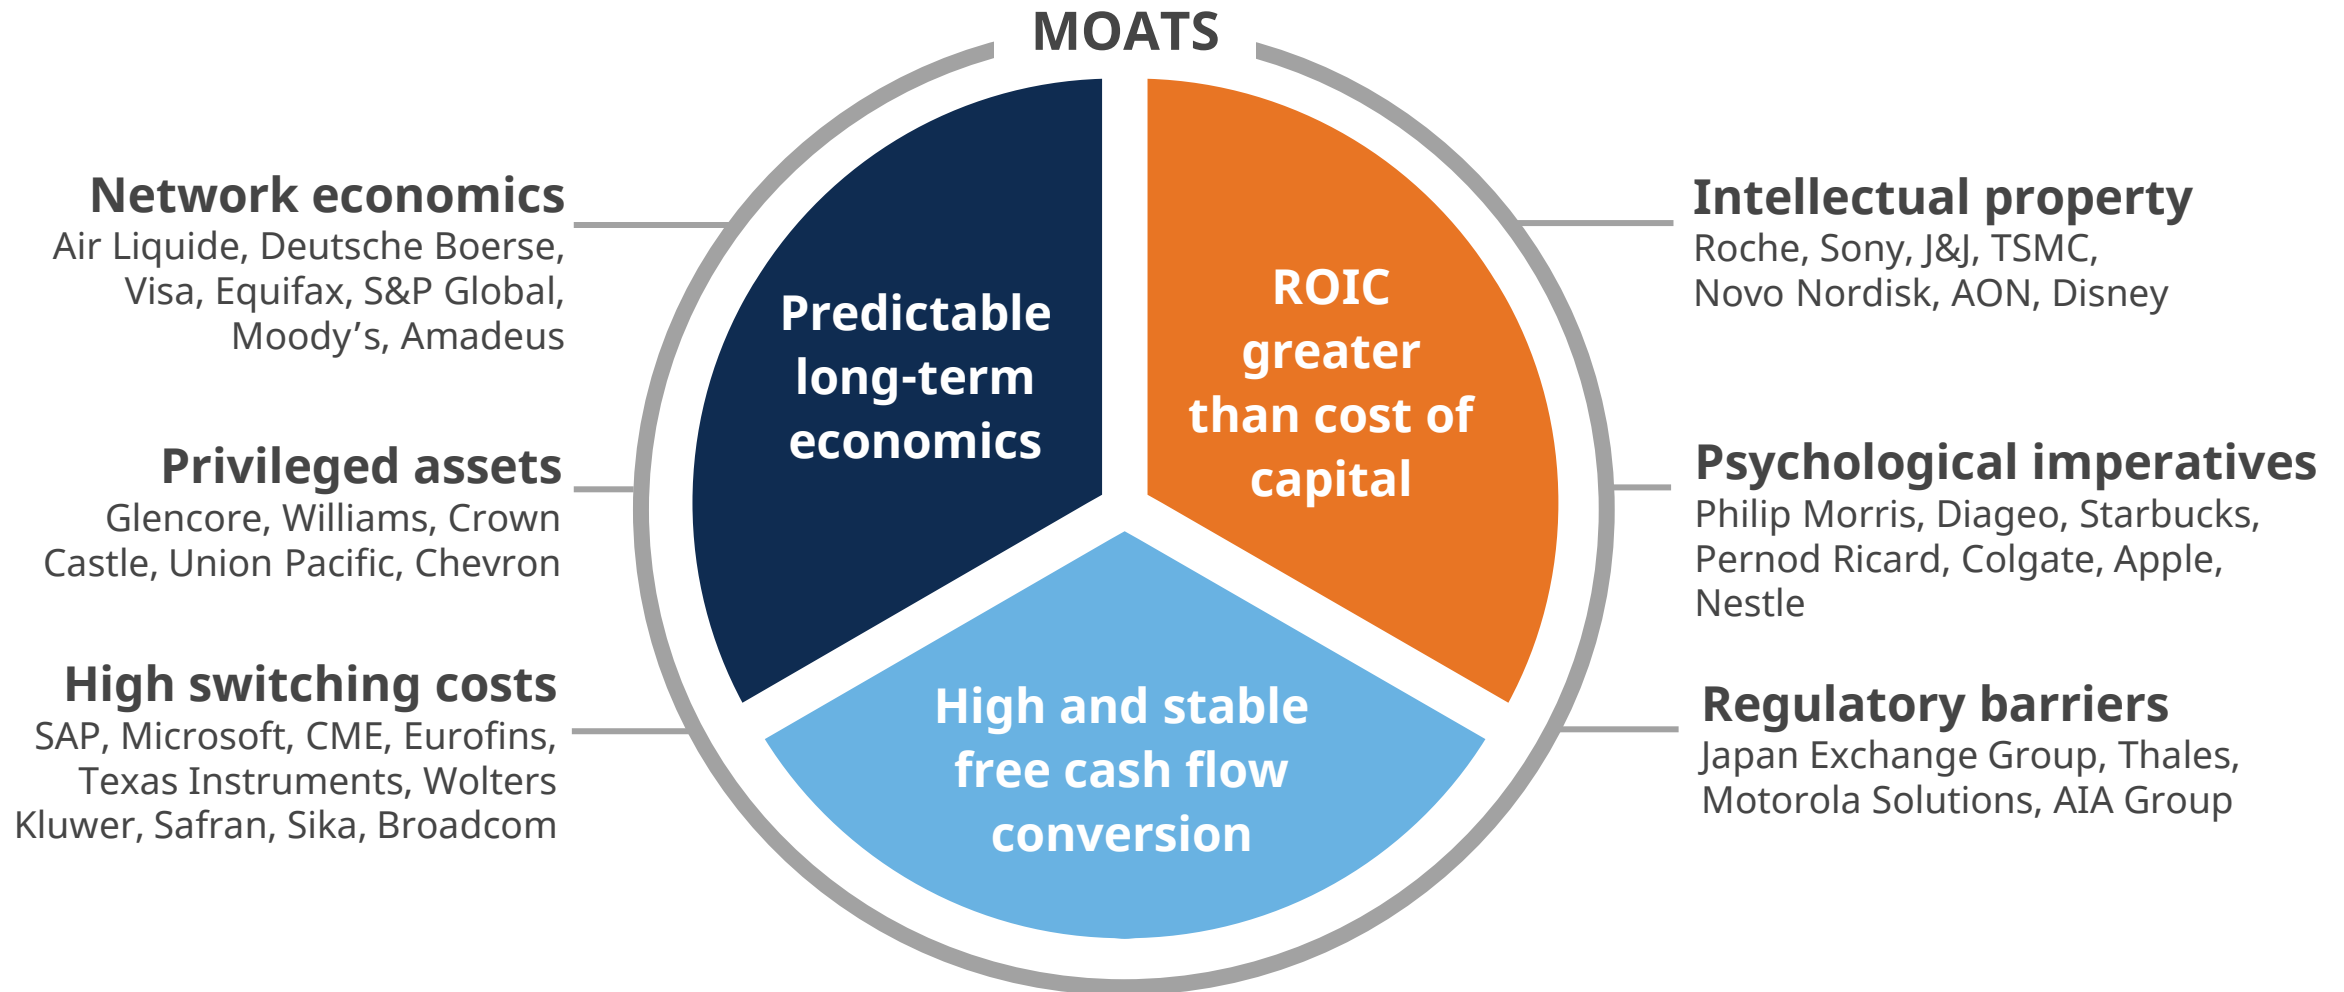 MOATS
Network economics
Air Liquide, Deutsche Boerse,
Visa, Equifax, S&P Global,
Moody’s, Amadeus
Privileged assets
Glencore, Williams, Crown
Castle, Union Pacific, Chevron
High switching costs
SAP, Microsoft, CME, Eurofins,
Texas Instruments, Wolters
Kluwer, Safran, Sika, Broadcom
Predictable
long-term
economics
ROIC
greater
than cost of
capital
High and stable
free cash flow
conversion
Intellectual property
Roche, Sony, J&J, TSMC,
Novo Nordisk, AON, Disney
Psychological imperatives
Philip Morris, Diageo, Starbucks,
Pernod Ricard, Colgate, Apple,
Nestle
Regulatory barriers
Japan Exchange Group, Thales,
Motorola Solutions, AIA Group